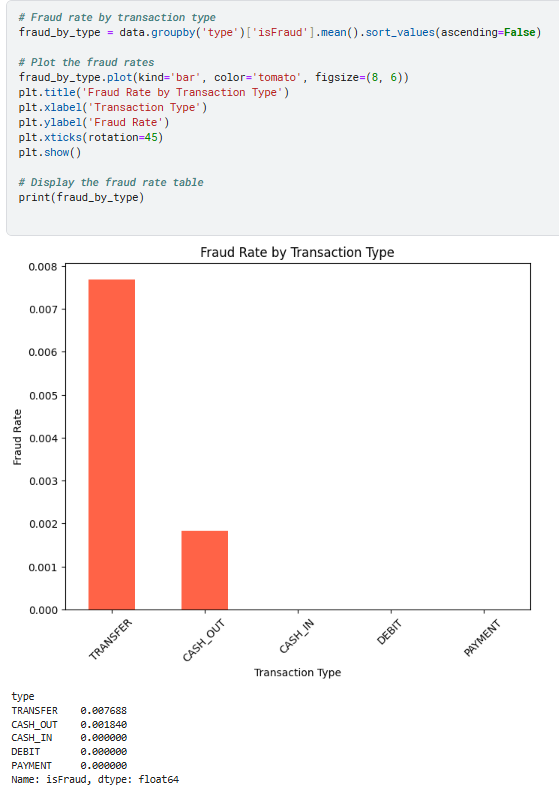 # Fraud rate by transaction type
fraud_by_type = data.groupby('type')['isFraud'].mean().sort_values(ascending=False)
# Plot the fraud rates
fraud_by_type.plot(kind='bar', color='tomato', figsize=(8, 6))
plt.title('Fraud Rate by Transaction Type')
plt.xlabel('Transaction Type')
plt.ylabel('Fraud Rate')
plt.xticks(rotation=45)
plt.show()
# Display the fraud rate table
print(fraud_by_type)
Fraud Rate by Transaction Type
0.008
0.007
0.006
0.005
0.004
0.003
0.002
0.001
0.000
Fraud Rate
TRANSFER
CASH_OUT
CASH_IN
DEBIT
PAYMENT
Transaction Type
type
TRANSFER 0.007688
CASH_OUT 0.001840
CASH_IN 0.000000
DEBIT 0.000000
PAYMENT 0.000000
Name: isFraud, dtype: float64